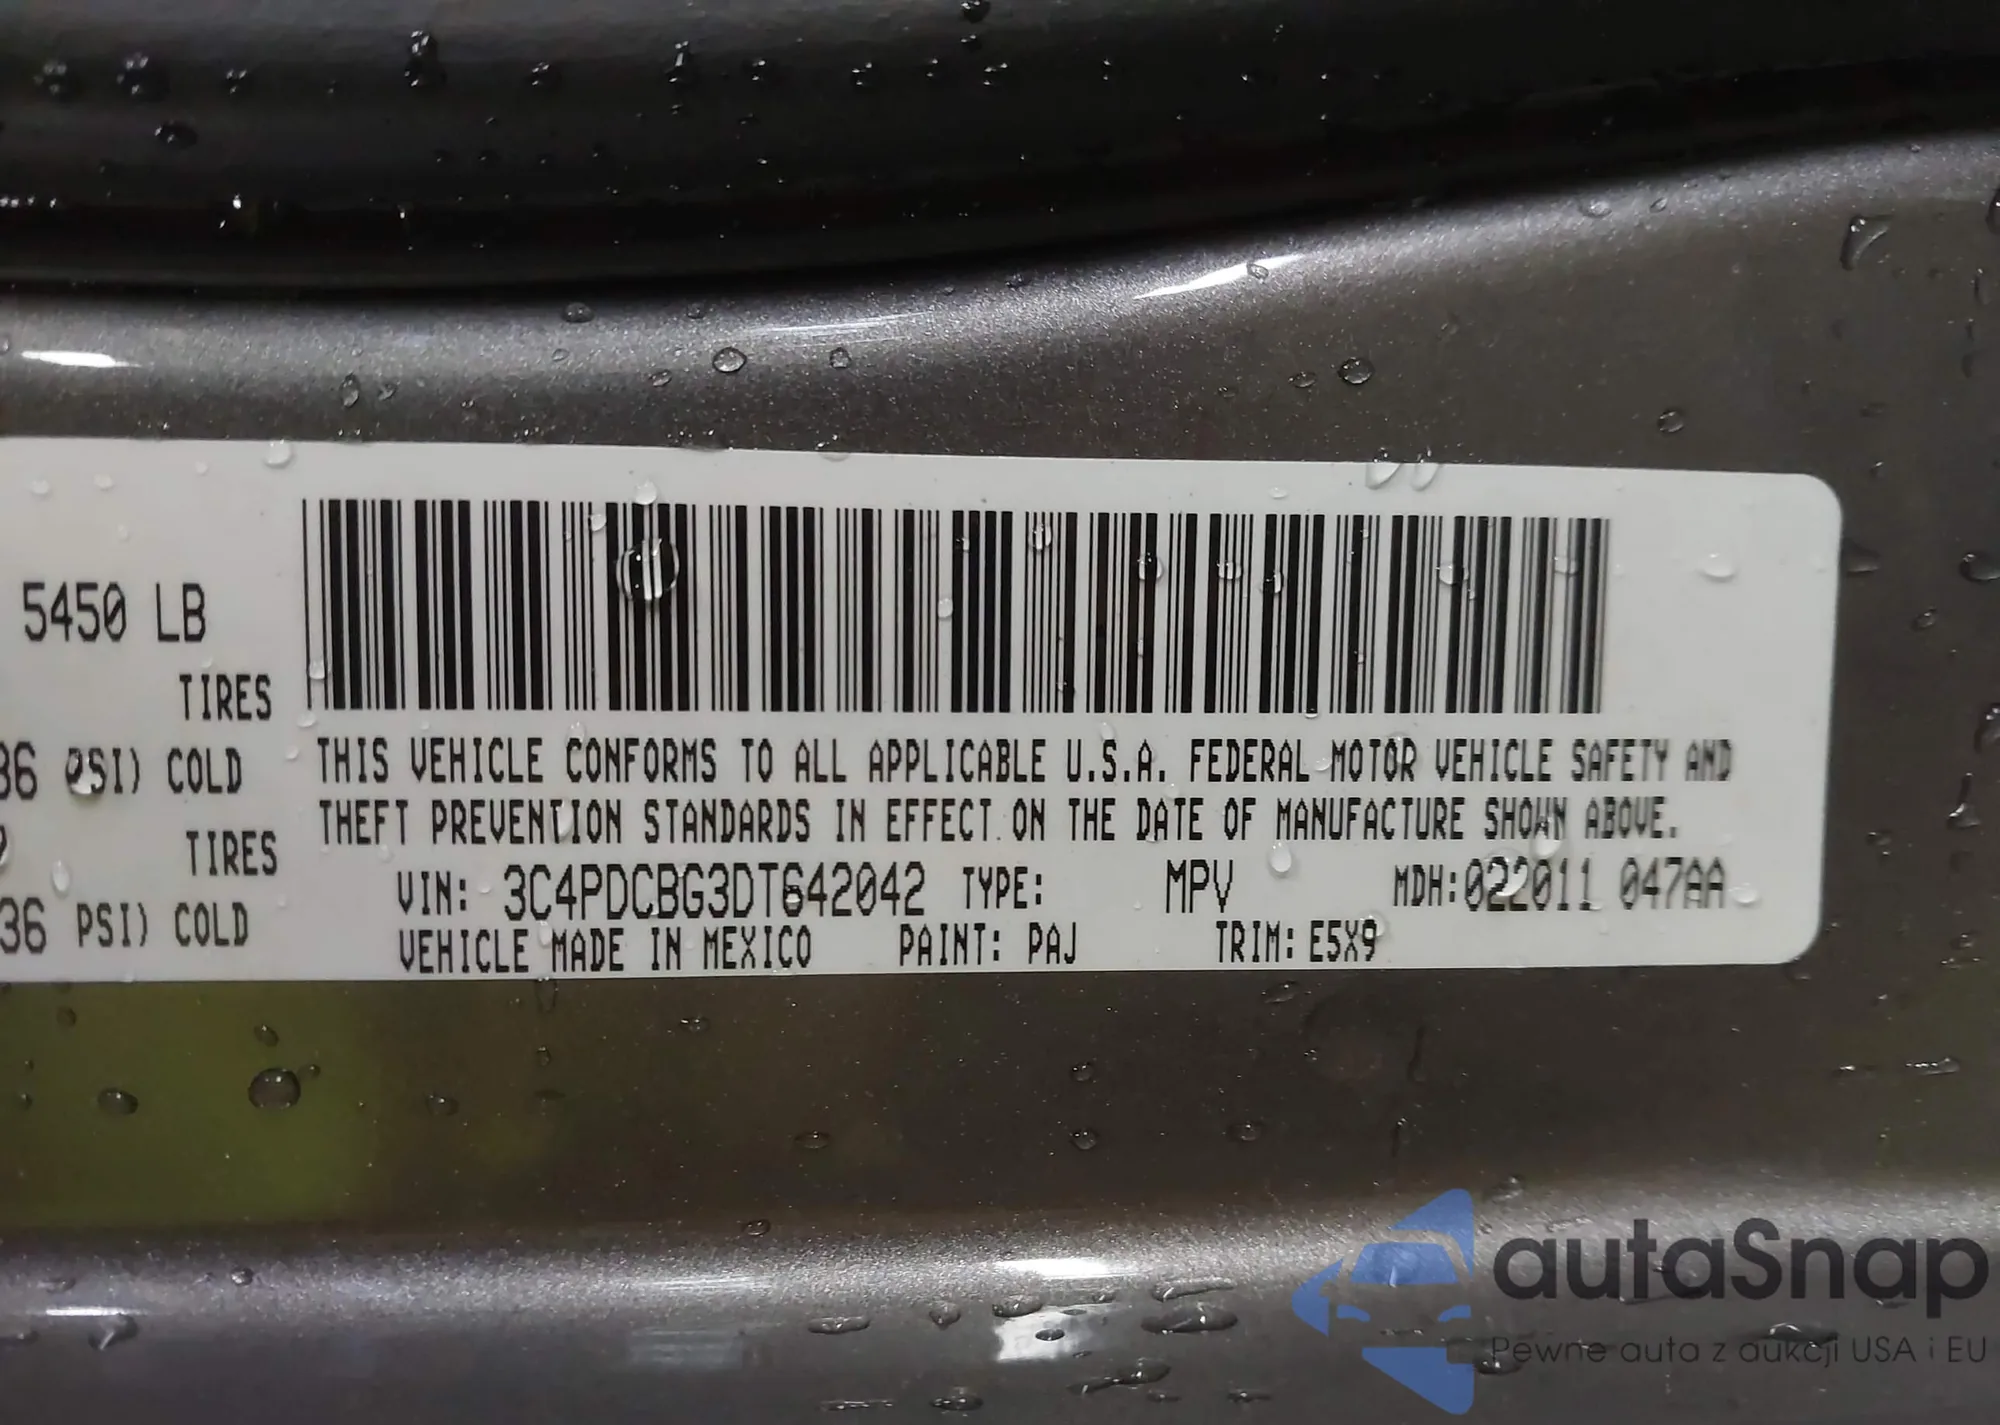 5450 LB
TIRES
36 PSI) COLD
TIRES
36 PSI) COLD
THIS VEHICLE CONFORMS TO ALL APPLICABLE U.S.A. FEDERAL MOTOR VEHICLE SAFETY AND
THEFT PREVENTION STANDARDS IN EFFECT ON THE DATE OF MANUFACTURE SHOWN ABOVE.
VIN: 3C4PDCBG3DT642042 TYPE: MPV MDH:022011 047AA
VEHICLE MADE IN MEXICO PAINT: PAJ TRIM: E5X9
autaSnap
Pewne auta z aukcji USA i EU